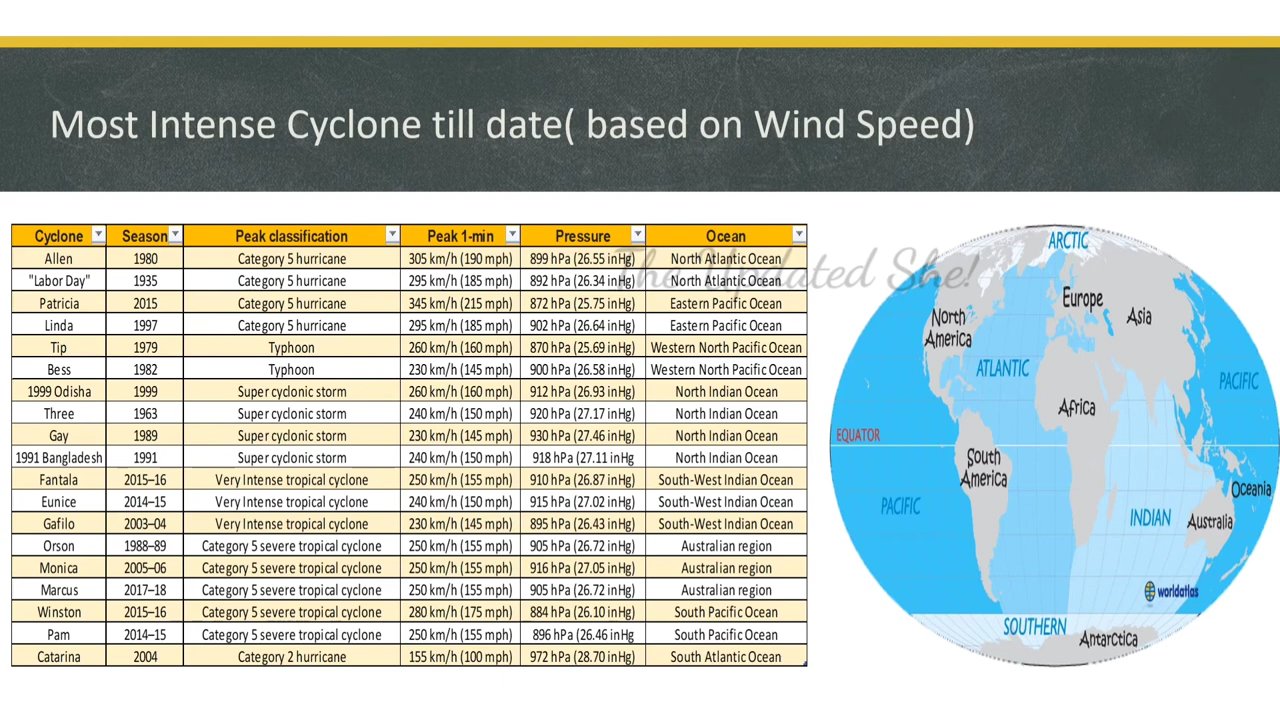 Most Intense Cyclone till date( based on Wind Speed)
The Updated She!
Cyclone Season Peak classification Peak 1-min Pressure Ocean
Allen 1980 Category 5 hurricane 305 km/h (190 mph) 899 hPa (26.55 inHg) North Atlantic Ocean
"Labor Day" 1935 Category 5 hurricane 295 km/h (185 mph) 892 hPa (26.34 inHg) North Atlantic Ocean
Patricia 2015 Category 5 hurricane 345 km/h (215 mph) 872 hPa (25.75 inHg) Eastern Pacific Ocean
Linda 1997 Category 5 hurricane 295 km/h (185 mph) 902 hPa (26.64 inHg) Eastern Pacific Ocean
Tip 1979 Typhoon 260 km/h (160 mph) 870 hPa (25.69 inHg) Western North Pacific Ocean
Bess 1982 Typhoon 230 km/h (145 mph) 900 hPa (26.58 inHg) Western North Pacific Ocean
1999 Odisha 1999 Super cyclonic storm 260 km/h (160 mph) 912 hPa (26.93 inHg) North Indian Ocean
Three 1963 Super cyclonic storm 240 km/h (150 mph) 920 hPa (27.17 inHg) North Indian Ocean
Gay 1989 Super cyclonic storm 230 km/h (145 mph) 930 hPa (27.46 inHg) North Indian Ocean
1991 Bangladesh 1991 Super cyclonic storm 240 km/h (150 mph) 918 hPa (27.11 inHg North Indian Ocean
Fantala 2015–16 Very Intense tropical cyclone 250 km/h (155 mph) 910 hPa (26.87 inHg) South-West Indian Ocean
Eunice 2014–15 Very Intense tropical cyclone 240 km/h (150 mph) 915 hPa (27.02 inHg) South-West Indian Ocean
Gafilo 2003–04 Very Intense tropical cyclone 230 km/h (145 mph) 895 hPa (26.43 inHg) South-West Indian Ocean
Orson 1988–89 Category 5 severe tropical cyclone 250 km/h (155 mph) 905 hPa (26.72 inHg) Australian region
Monica 2005–06 Category 5 severe tropical cyclone 250 km/h (155 mph) 916 hPa (27.05 inHg) Australian region
Marcus 2017–18 Category 5 severe tropical cyclone 250 km/h (155 mph) 905 hPa (26.72 inHg) Australian region
Winston 2015–16 Category 5 severe tropical cyclone 280 km/h (175 mph) 884 hPa (26.10 inHg) South Pacific Ocean
Pam 2014–15 Category 5 severe tropical cyclone 250 km/h (155 mph) 896 hPa (26.46 inHg South Pacific Ocean
Catarina 2004 Category 2 hurricane 155 km/h (100 mph) 972 hPa (28.70 inHg) South Atlantic Ocean
ARCTIC
Europe
North
America
Asia
ATLANTIC
PACIFIC
Africa
EQUATOR
South
America
Oceania
PACIFIC
INDIAN
Australia
worldatlas
SOUTHERN
Antarctica